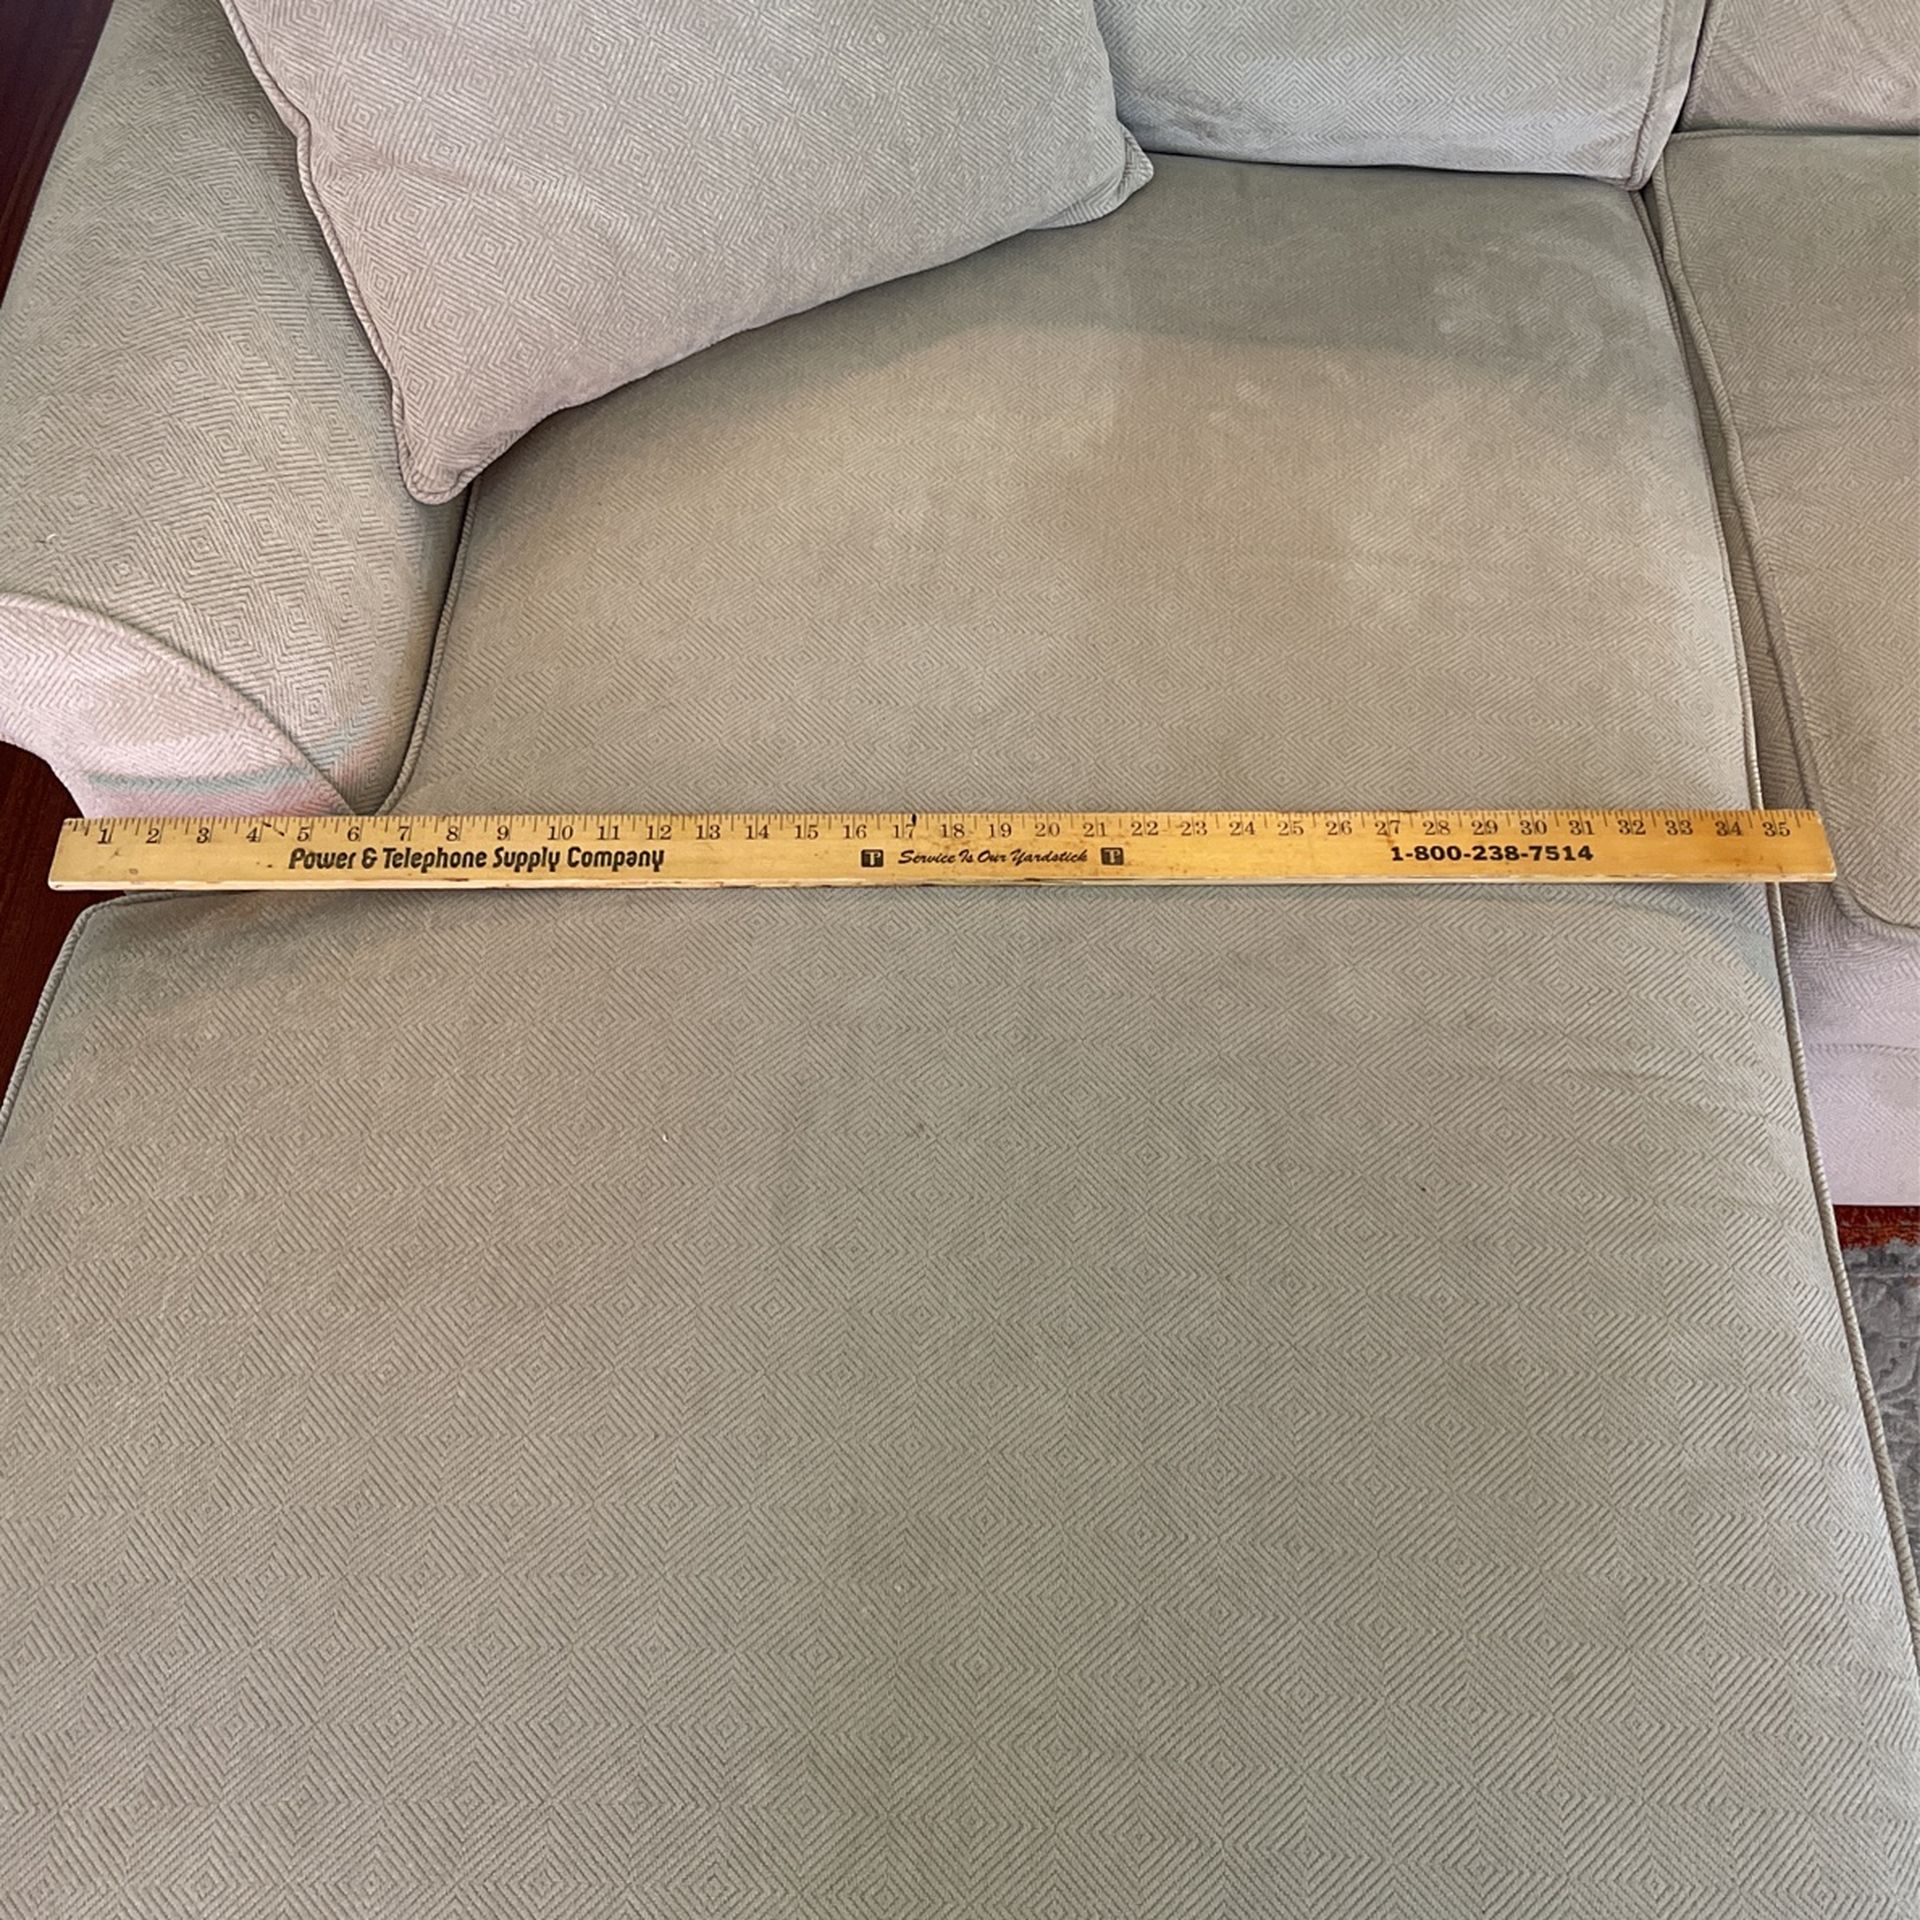 1 2 3 4 5 6 7 8 9 10 11 12 13 14 15 16 17 18 19 20 21 22 23 24 25 26 27 28 29 30 31 32 33 34 35
Power & Telephone Supply Company T Service Is Our Yardstick T 1-800-238-7514